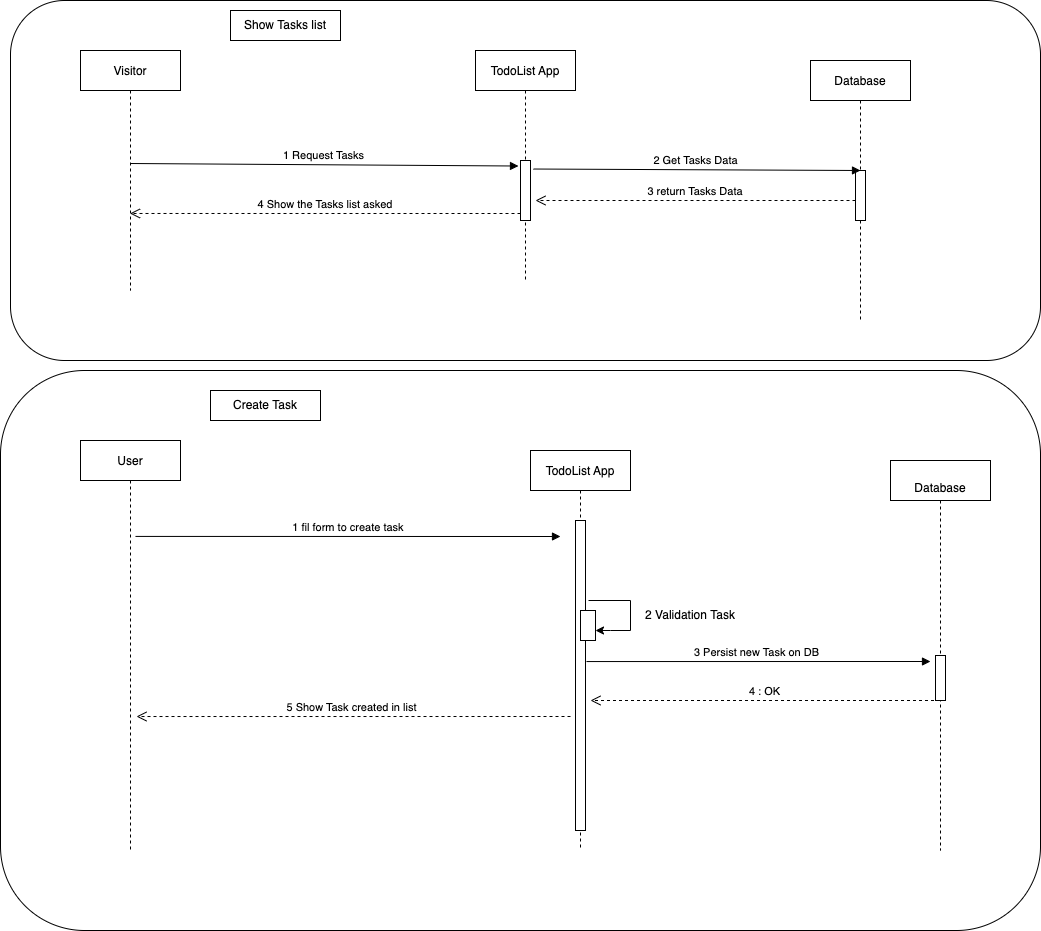 Show Tasks list
Visitor
TodoList App
Database
1 Request Tasks
2 Get Tasks Data
3 return Tasks Data
4 Show the Tasks list asked
Create Task
User
TodoList App
Database
1 fil form to create task
2 Validation Task
3 Persist new Task on DB
4 : OK
5 Show Task created in list